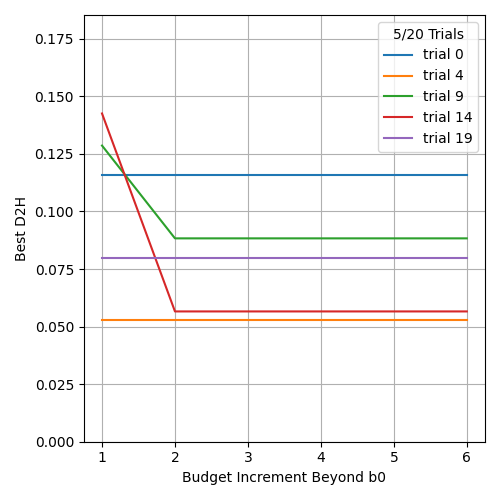 5/20 Trials
trial 0
trial 4
trial 9
trial 14
trial 19
0.175
0.150
0.125
0.100
0.075
0.050
0.025
0.000
Best D2H
1 2 3 4 5 6
Budget Increment Beyond b0